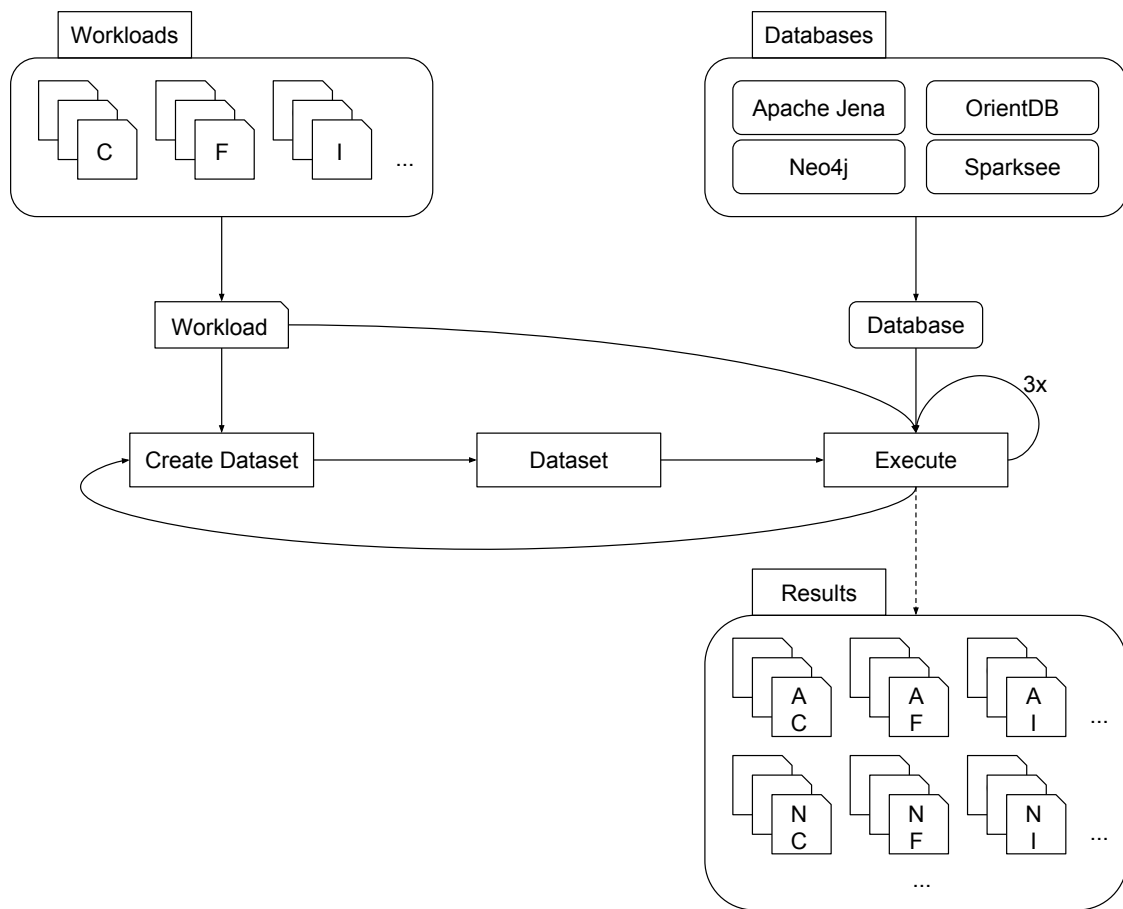 Workloads
Databases
C
F
I
...
Apache Jena
OrientDB
Neo4j
Sparksee
Workload
Database
3x
Create Dataset
Dataset
Execute
Results
A
C
A
F
A
I
...
N
C
N
F
N
I
...
...